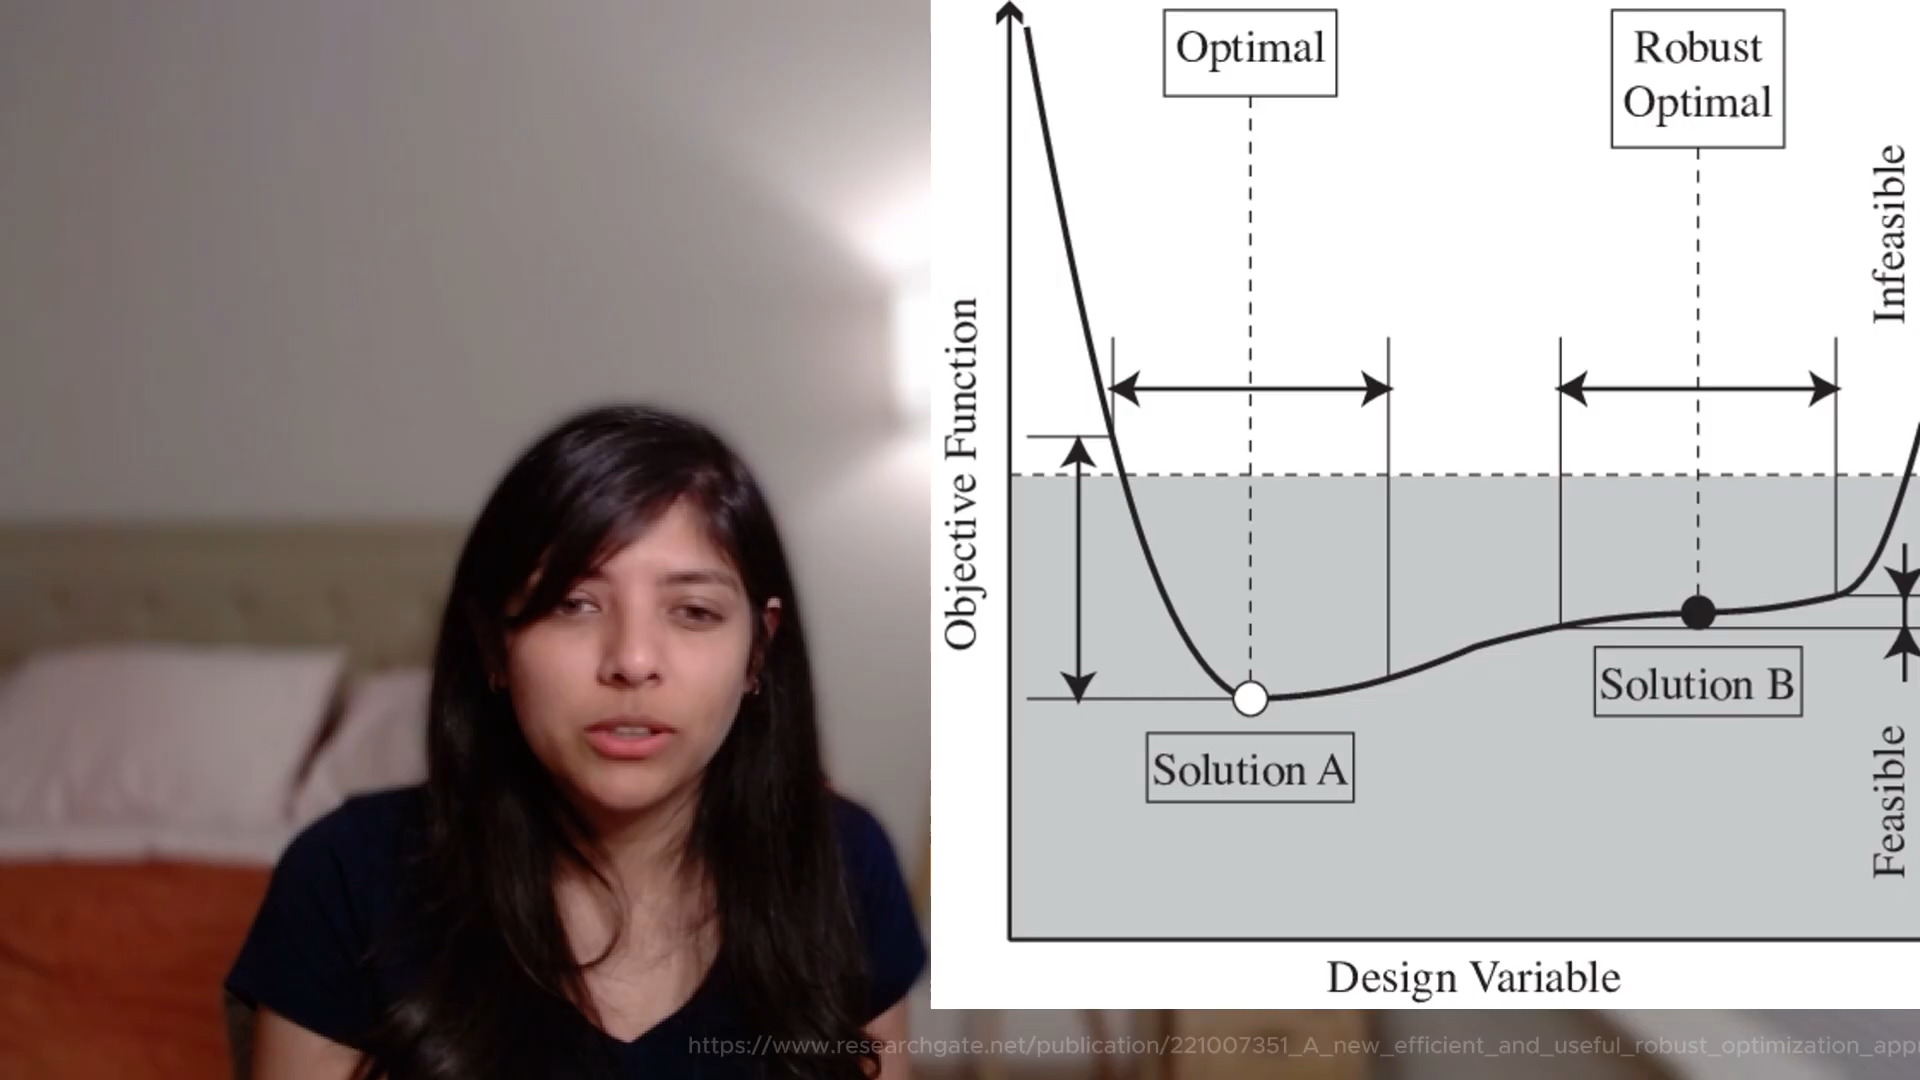 Optimal
Robust
Optimal
Infeasible
Objective Function
Solution B
Solution A
Feasible
Design Variable
https://www.researchgate.net/publication/221007351_A_new_efficient_and_useful_robust_optimization_app